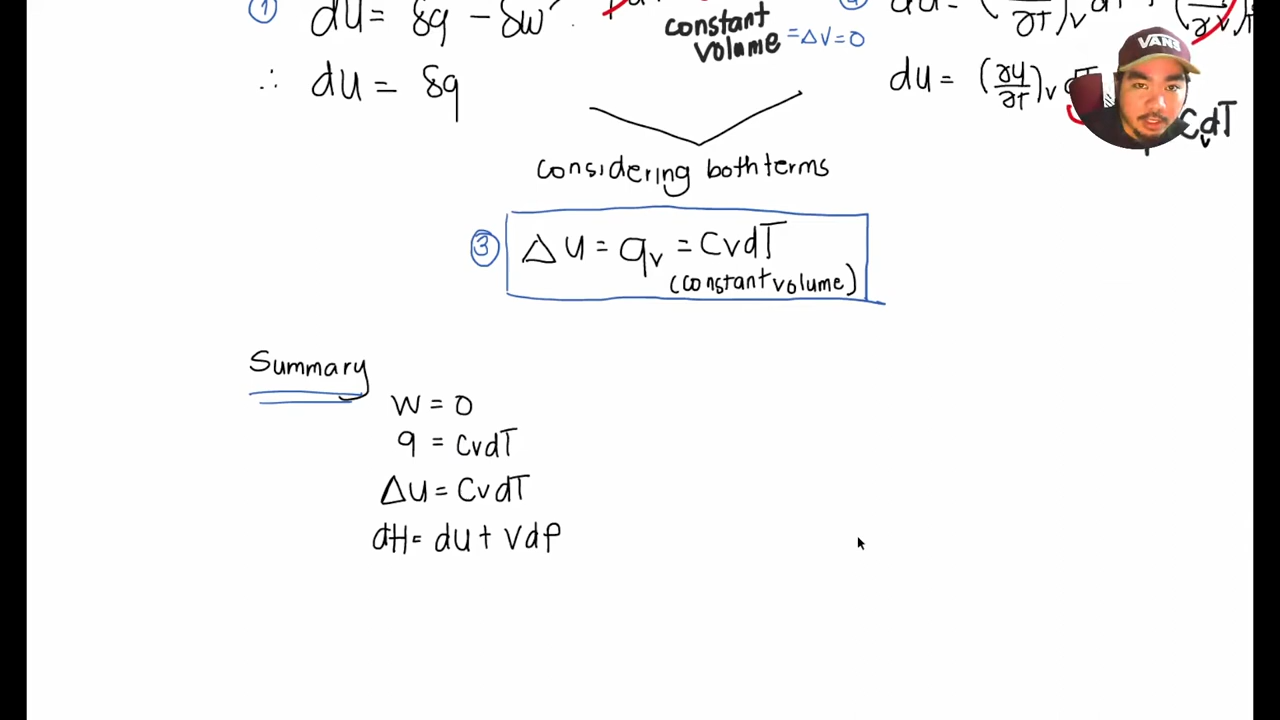 ① du = δq - δw
constant volume = ΔV = 0
∴ du = δq
du = (∂u/∂T)v
VANS
CvdT
considering both terms
③ Δu = qv = CvdT
(constant volume)
Summary
W = 0
q = CvdT
Δu = CvdT
dH = du + Vdp